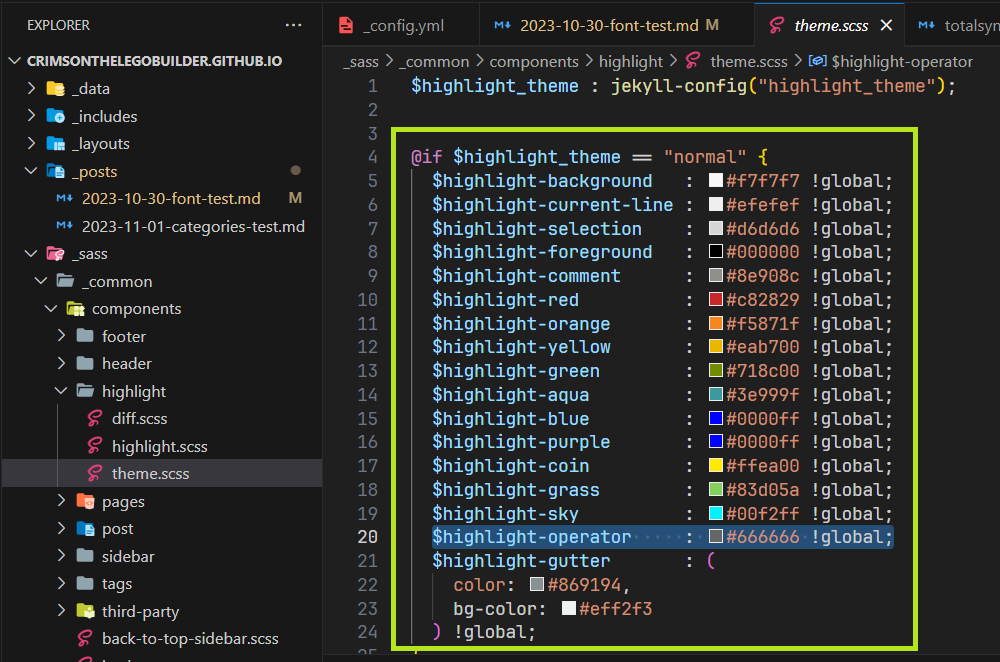 EXPLORER ···
_config.yml
2023-10-30-font-test.md M
theme.scss
totalsyn
_sass > _common > components > highlight > theme.scss > $highlight-operator
CRIMSONTHELEGOBUILDER.GITHUB.IO
_data
_includes
_layouts
_posts
2023-10-30-font-test.md M
2023-11-01-categories-test.md
_sass
_common
components
footer
header
highlight
diff.scss
highlight.scss
theme.scss
pages
post
sidebar
tags
third-party
back-to-top-sidebar.scss
1 $highlight_theme : jekyll-config("highlight_theme");
2
3
4 @if $highlight_theme == "normal" {
5 $highlight-background : #f7f7f7 !global;
6 $highlight-current-line : #efefef !global;
7 $highlight-selection : #d6d6d6 !global;
8 $highlight-foreground : #000000 !global;
9 $highlight-comment : #8e908c !global;
10 $highlight-red : #c82829 !global;
11 $highlight-orange : #f5871f !global;
12 $highlight-yellow : #eab700 !global;
13 $highlight-green : #718c00 !global;
14 $highlight-aqua : #3e999f !global;
15 $highlight-blue : #0000ff !global;
16 $highlight-purple : #0000ff !global;
17 $highlight-coin : #ffea00 !global;
18 $highlight-grass : #83d05a !global;
19 $highlight-sky : #00f2ff !global;
20 $highlight-operator : #666666 !global;
21 $highlight-gutter : (
22 color: #869194,
23 bg-color: #eff2f3
24 ) !global;